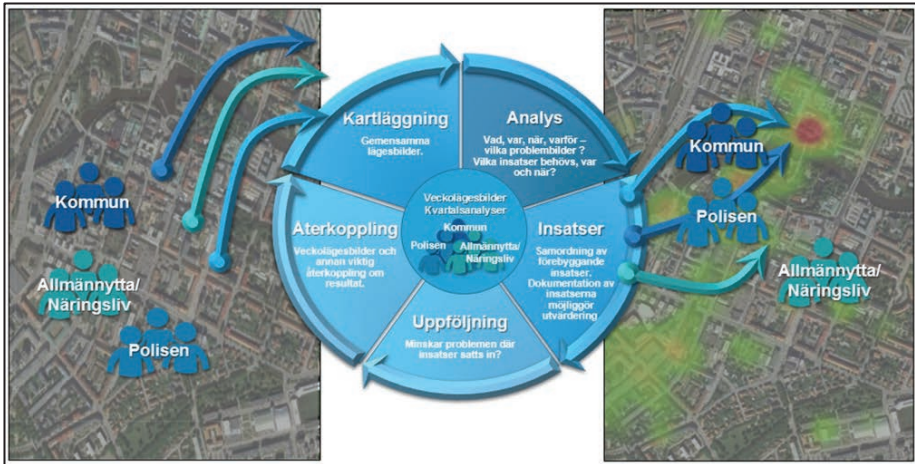 Kommun
Allmännytta/
Näringsliv
Polisen
Kartläggning
Gemensamma
lägesbilder.
Analys
Vad, var, när, varför –
vilka problembilder ?
Vilka insatser behövs, var
och när?
Insatser
Samordning av
förebyggande
insatser.
Dokumentation av
insatserna
möjliggör
utvärdering
Uppföljning
Minskar problemen där
insatser satts in?
Återkoppling
Veckolägesbilder och
annan viktig
återkoppling om
resultat.
Veckolägesbilder
Kvartalsanalyser
Kommun
Polisen
Allmännytta/
Näringsliv
Kommun
Polisen
Allmännytta/
Näringsliv